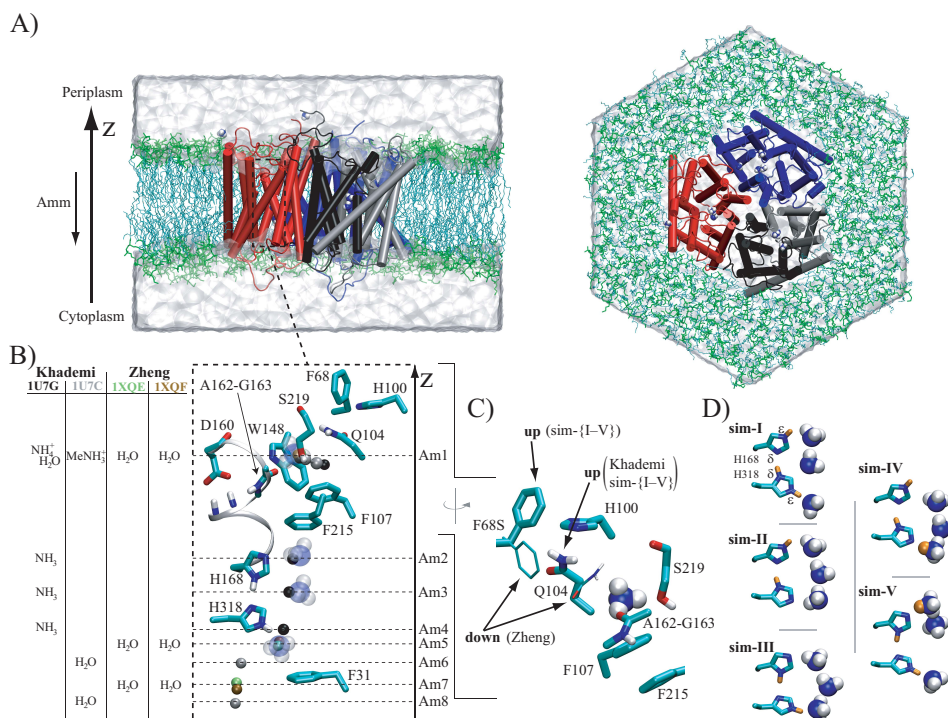 A)
Periplasm
Z
Amm
Cytoplasm
B)
Khademi Zheng
1U7G 1U7C 1XQE 1XQF
NH4+
H2O MeNH3+ H2O H2O
NH3
NH3
NH3
H2O H2O
H2O
H2O H2O
H2O
Z
F68
H100
A162-G163
S219
D160
W148
Q104
F107
F215
H168
H318
F31
Am1
Am2
Am3
Am4
Am5
Am6
Am7
Am8
C)
up (sim-{I–V})
up (Khademi
sim-{I–V})
F68S
H100
S219
Q104
A162-G163
down (Zheng)
F107
F215
D)
sim-I
ε
H168 δ
H318 δ
ε
sim-II
sim-III
sim-IV
sim-V